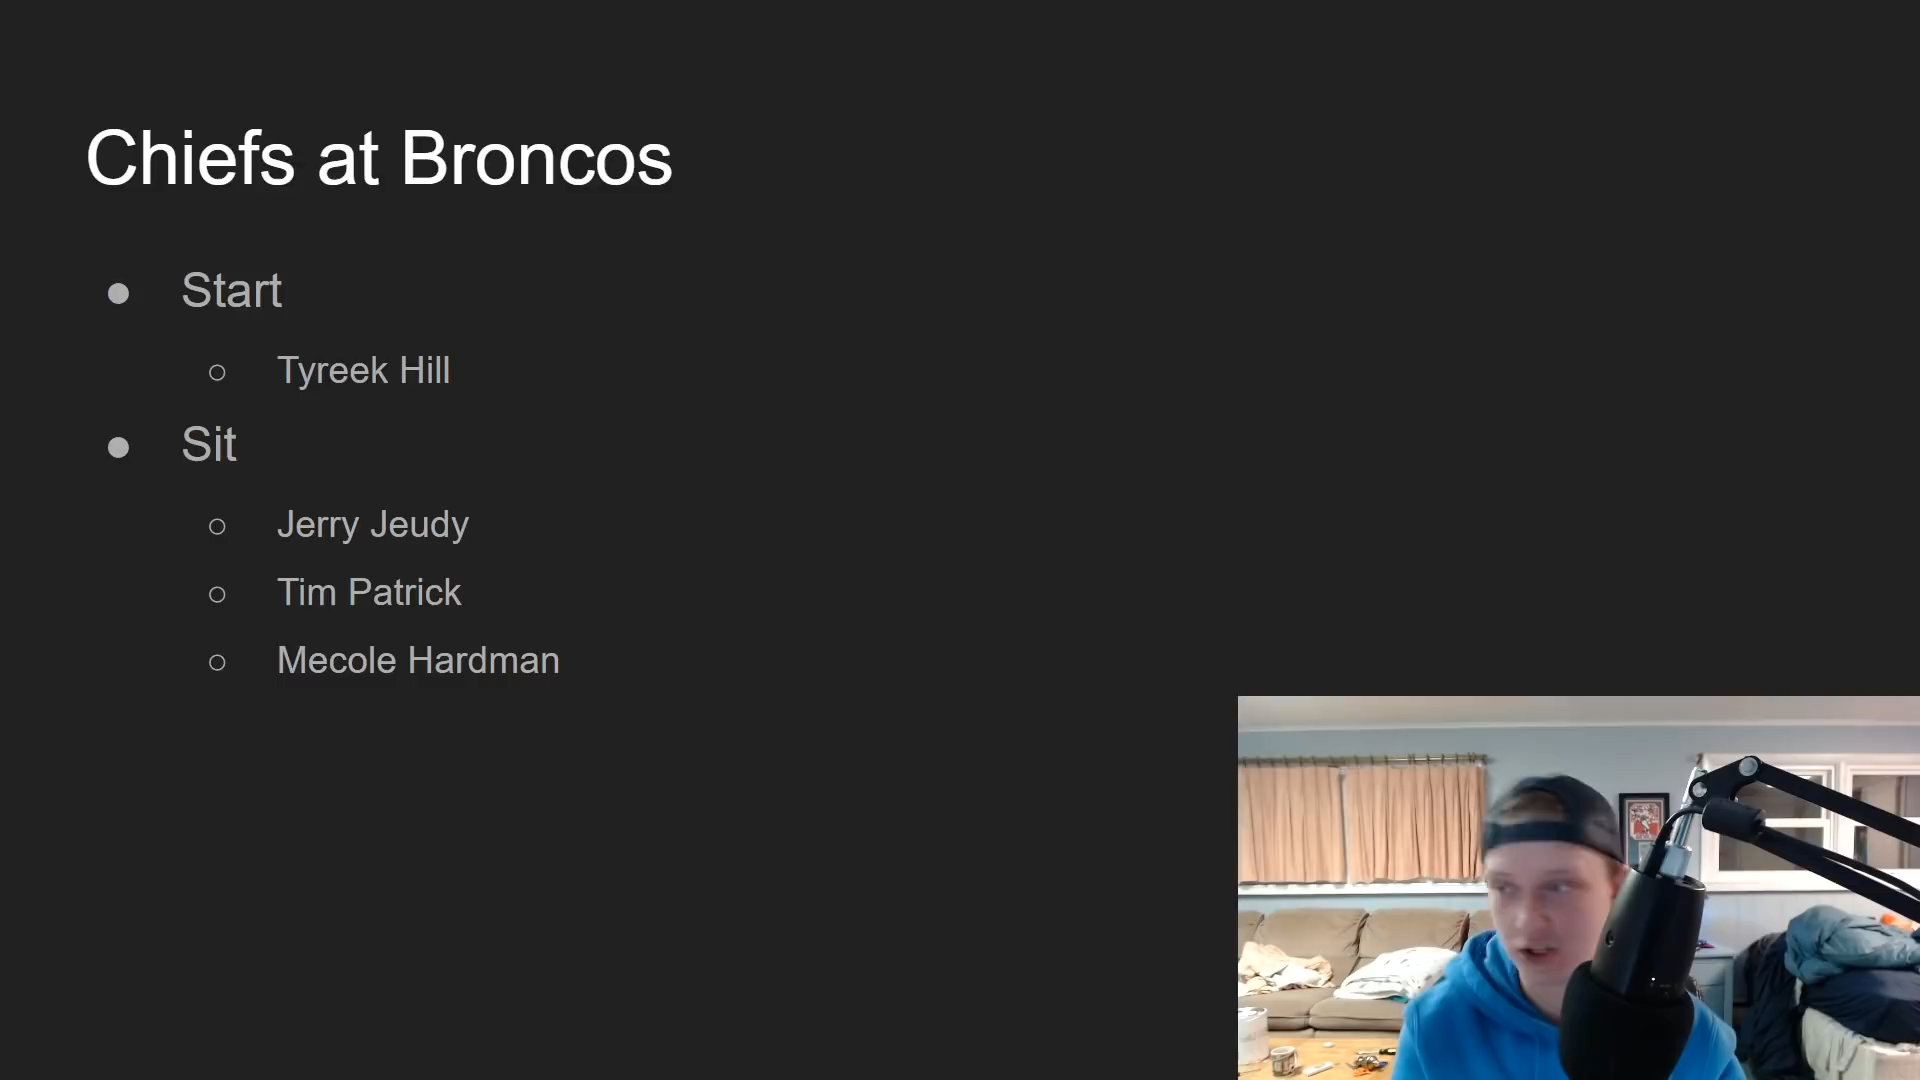 Chiefs at Broncos
● Start
○ Tyreek Hill
● Sit
○ Jerry Jeudy
○ Tim Patrick
○ Mecole Hardman